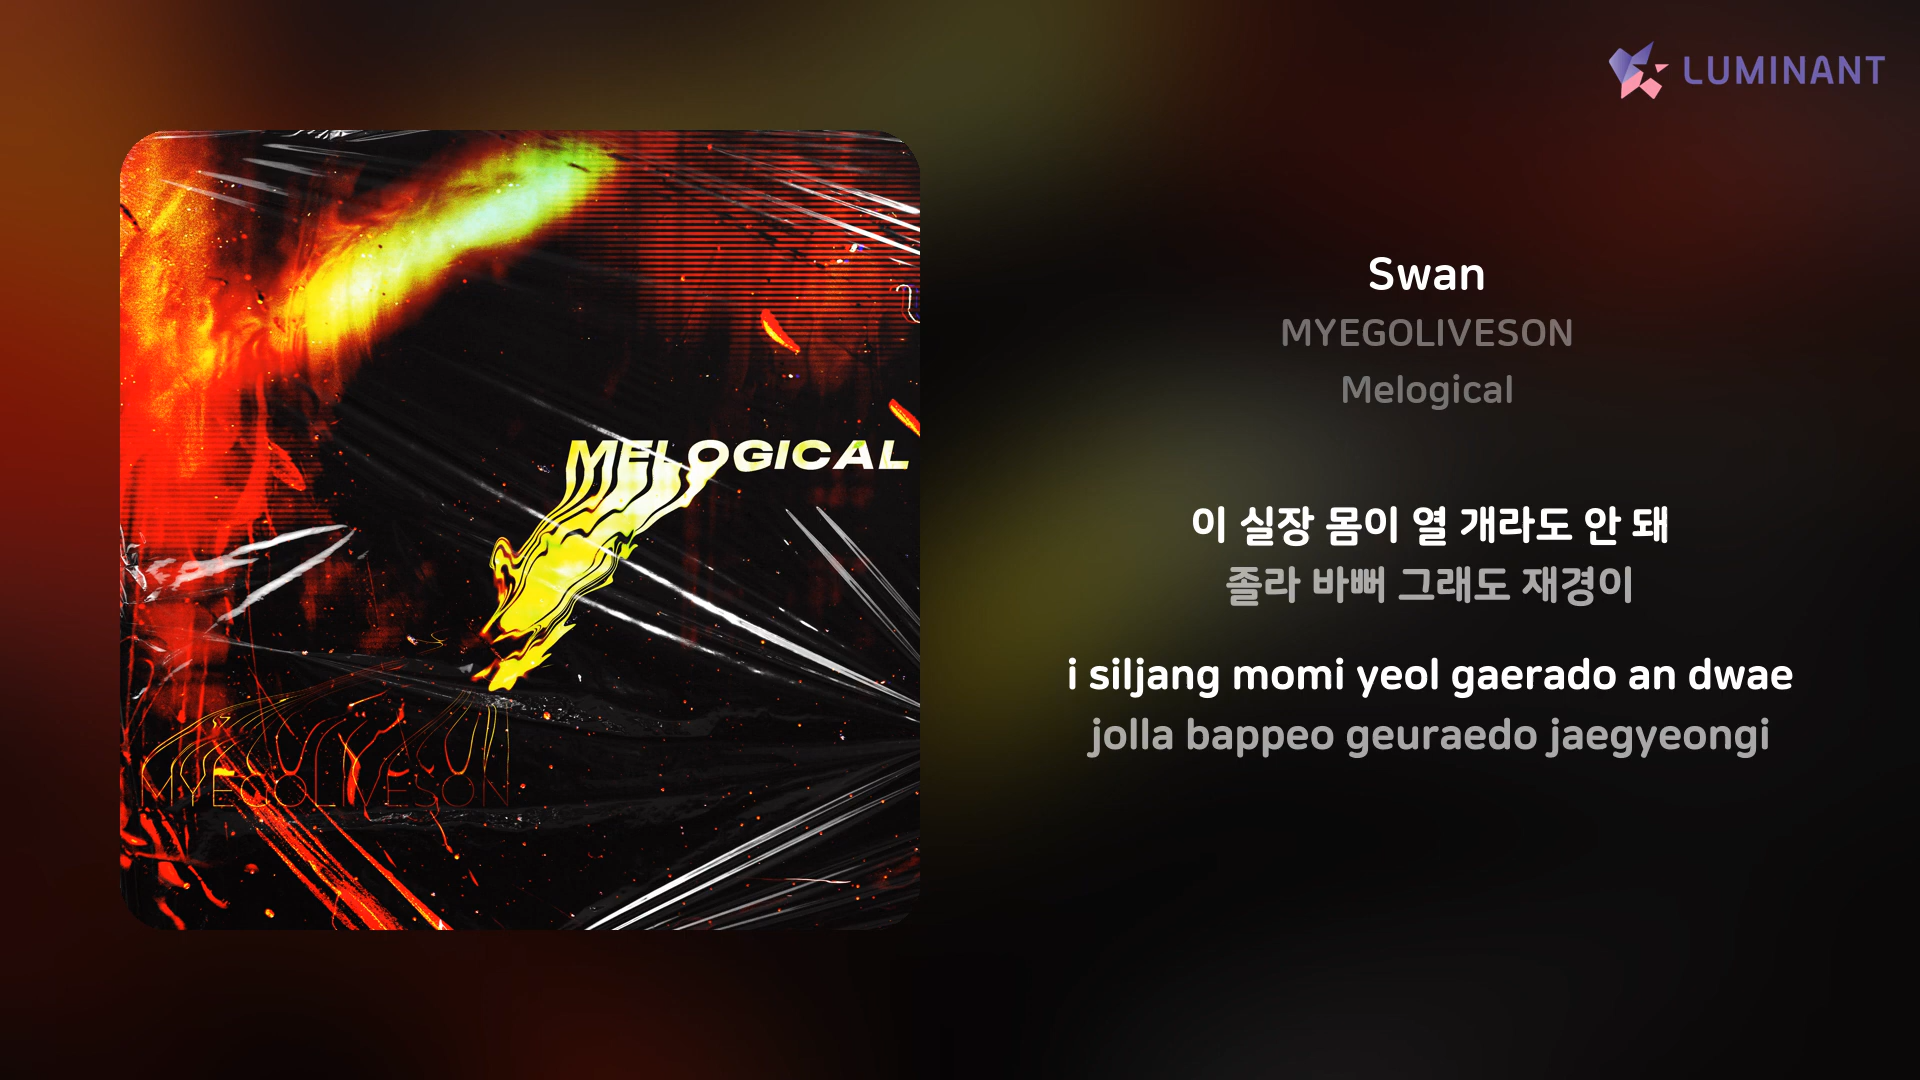 LUMINANT
MELOGICAL
MYEGOLIVESON
Swan
MYEGOLIVESON
Melogical
이 실장 몸이 열 개라도 안 돼
졸라 바뻐 그래도 재경이
i siljang momi yeol gaerado an dwae
jolla bappeo geuraedo jaegyeongi